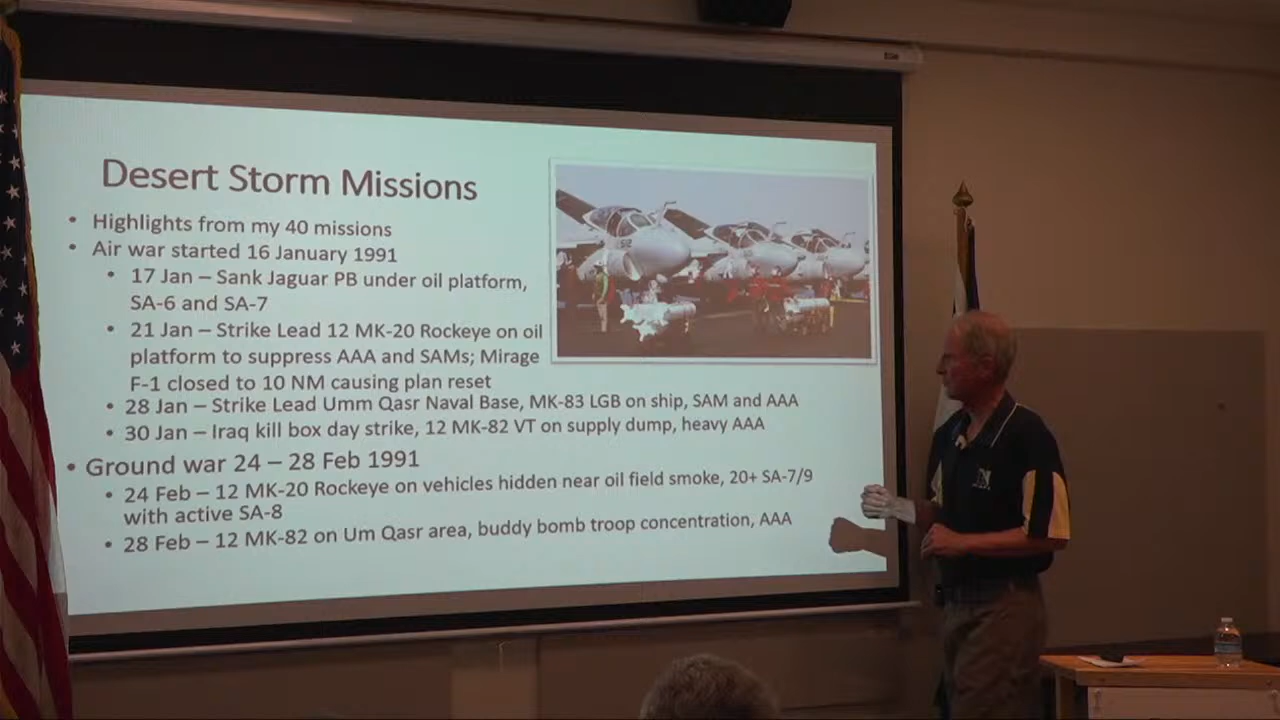 Desert Storm Missions
• Highlights from my 40 missions
• Air war started 16 January 1991
• 17 Jan – Sank Jaguar PB under oil platform,
SA-6 and SA-7
• 21 Jan – Strike Lead 12 MK-20 Rockeye on oil
platform to suppress AAA and SAMs; Mirage
F-1 closed to 10 NM causing plan reset
• 28 Jan – Strike Lead Umm Qasr Naval Base, MK-83 LGB on ship, SAM and AAA
• 30 Jan – Iraq kill box day strike, 12 MK-82 VT on supply dump, heavy AAA
• Ground war 24 – 28 Feb 1991
• 24 Feb – 12 MK-20 Rockeye on vehicles hidden near oil field smoke, 20+ SA-7/9
with active SA-8
• 28 Feb – 12 MK-82 on Um Qasr area, buddy bomb troop concentration, AAA